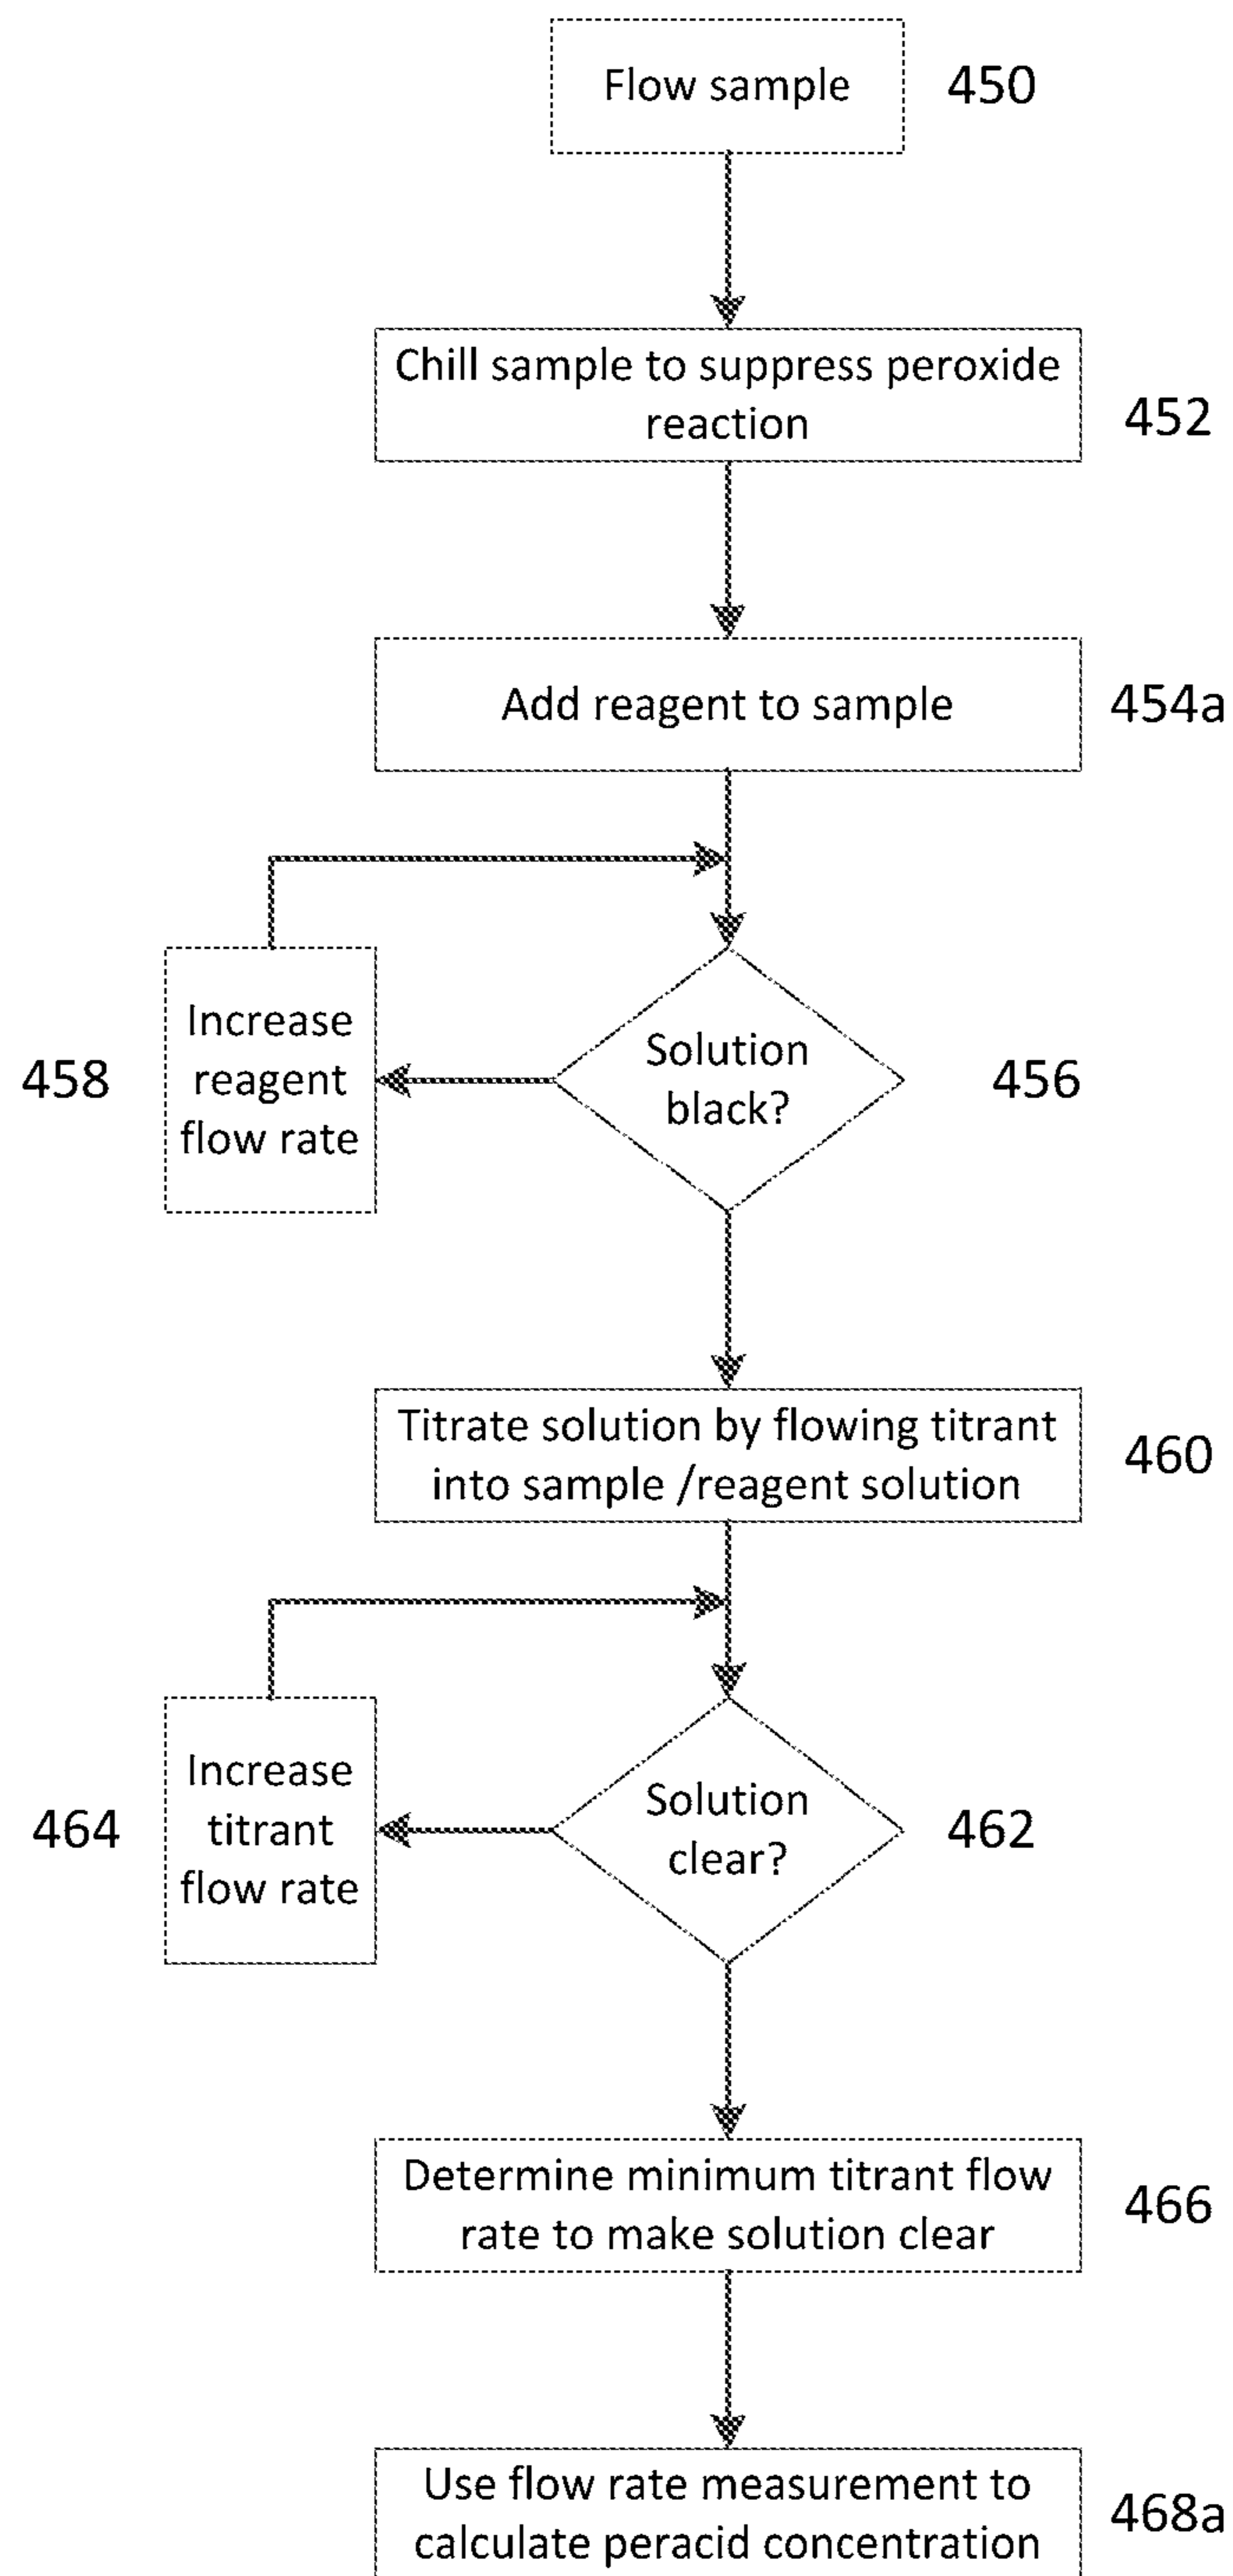 Flow sample
450
Chill sample to suppress peroxide
reaction
452
Add reagent to sample
454a
Increase
reagent
flow rate
458
Solution
black?
456
Titrate solution by flowing titrant
into sample /reagent solution
460
Increase
titrant
flow rate
464
Solution
clear?
462
Determine minimum titrant flow
rate to make solution clear
466
Use flow rate measurement to
calculate peracid concentration
468a